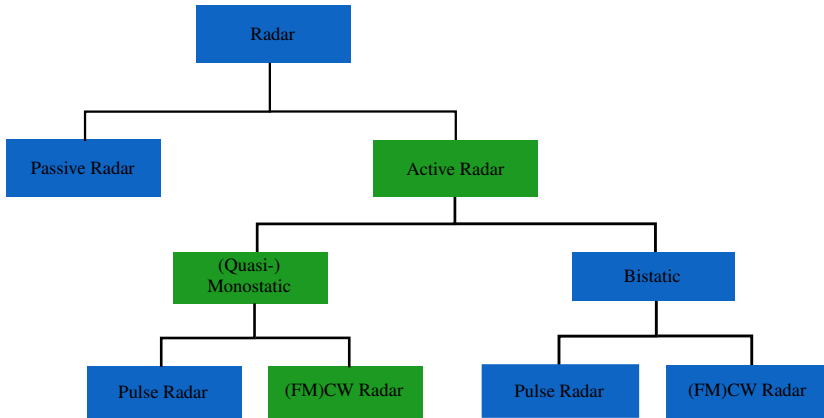 Radar
Passive Radar
Active Radar
(Quasi-)
Monostatic
Bistatic
Pulse Radar
(FM)CW Radar
Pulse Radar
(FM)CW Radar